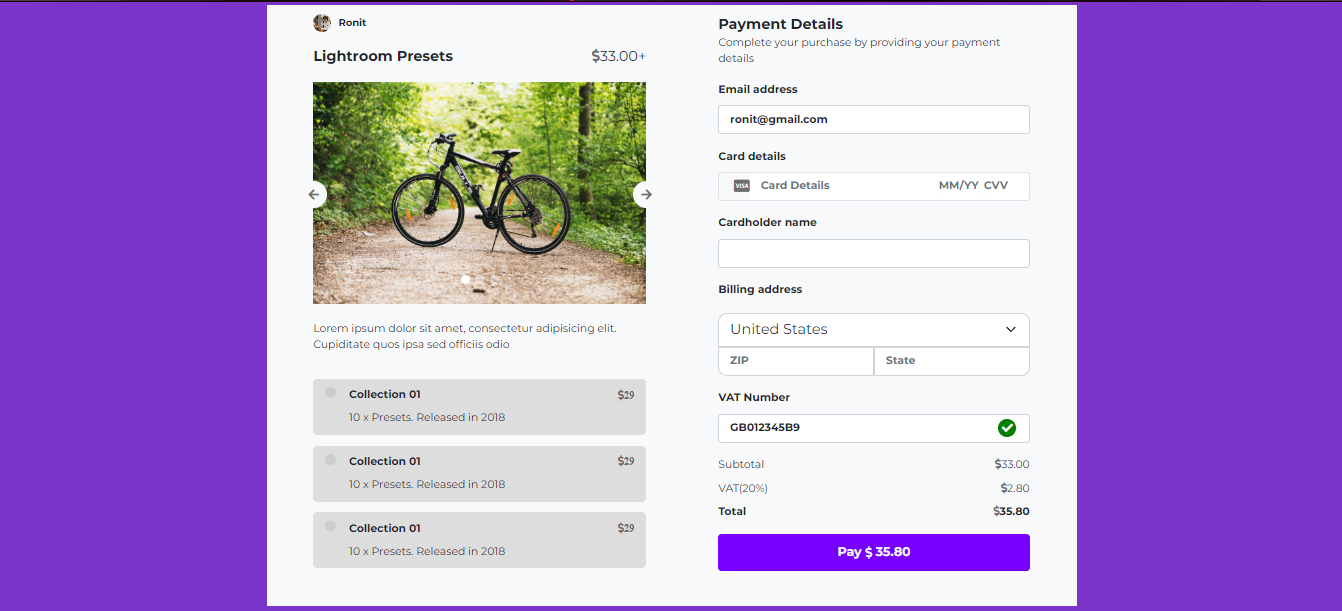 Ronit
Lightroom Presets $33.00+
Lorem ipsum dolor sit amet, consectetur adipisicing elit.
Cupiditate quos ipsa sed officiis odio
Collection 01 $29
10 x Presets. Released in 2018
Collection 01 $29
10 x Presets. Released in 2018
Collection 01 $29
10 x Presets. Released in 2018
Payment Details
Complete your purchase by providing your payment
details
Email address
ronit@gmail.com
Card details
VISA Card Details MM/YY CVV
Cardholder name
Billing address
United States
ZIP State
VAT Number
GB012345B9
Subtotal $33.00
VAT(20%) $2.80
Total $35.80
Pay $ 35.80